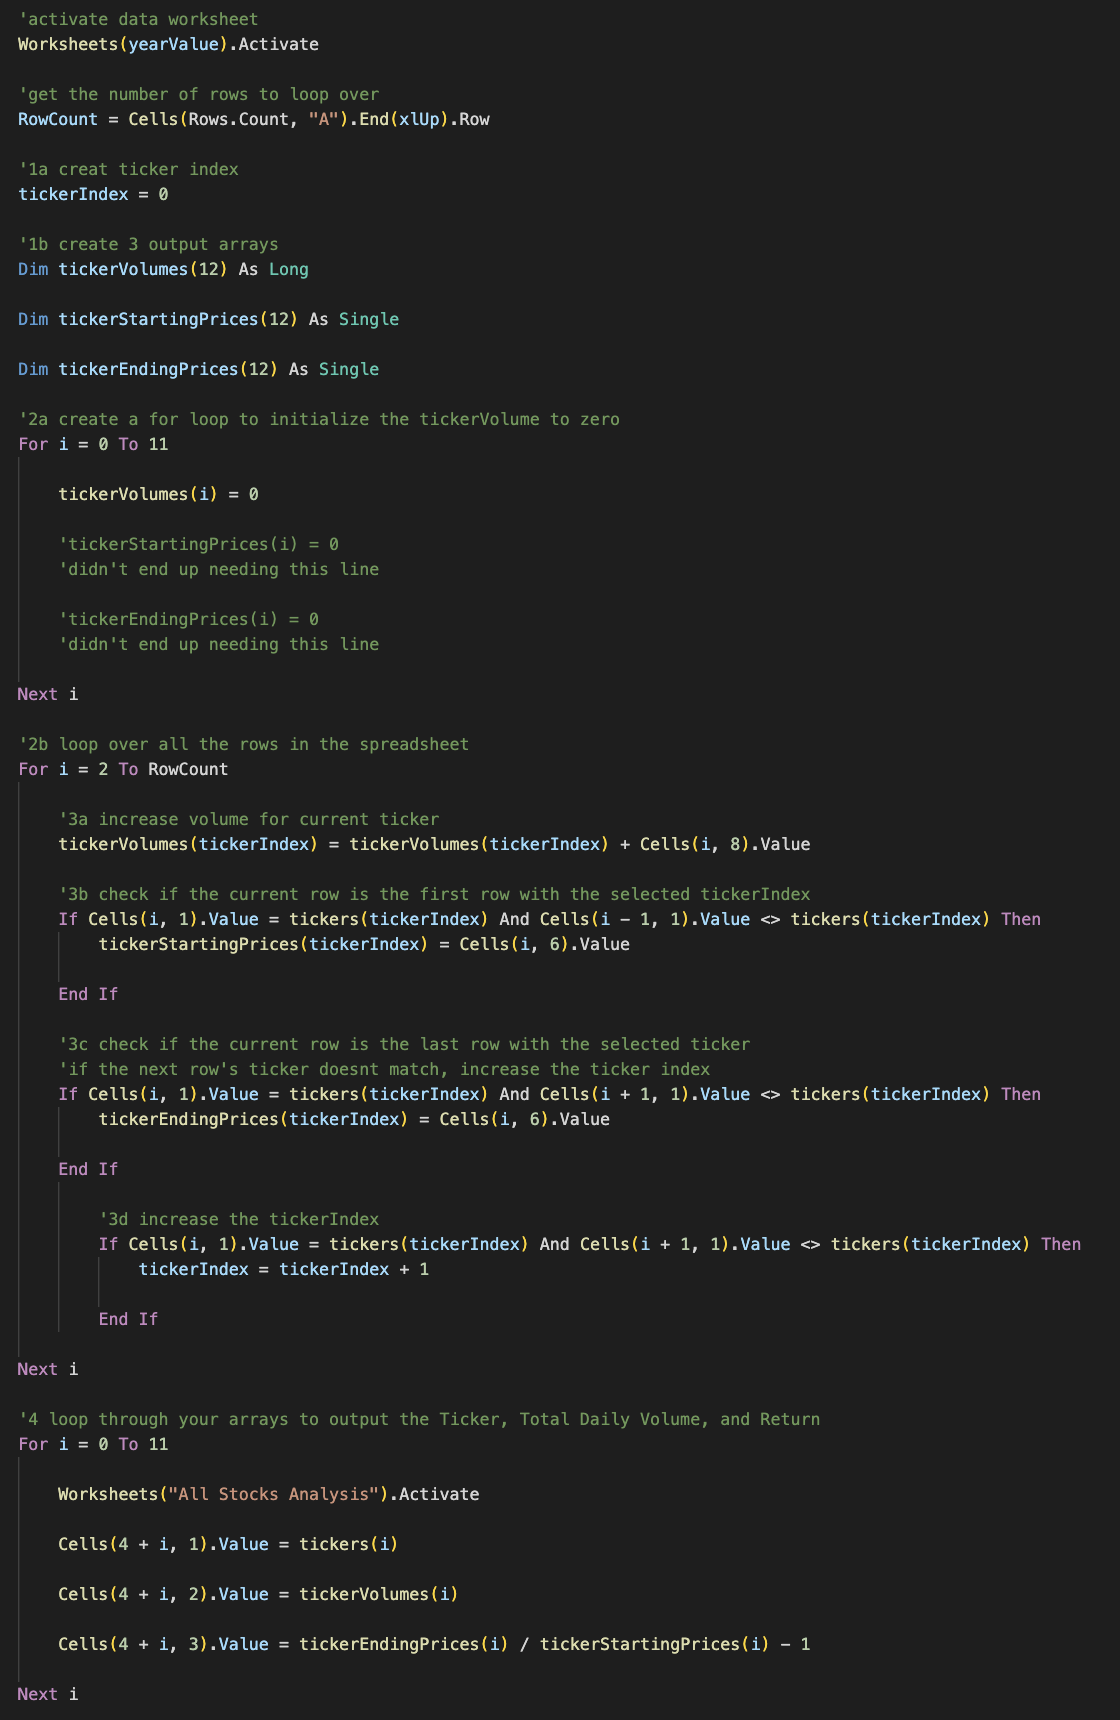 'activate data worksheet
Worksheets(yearValue).Activate
'get the number of rows to loop over
RowCount = Cells(Rows.Count, "A").End(xlUp).Row
'1a creat ticker index
tickerIndex = 0
'1b create 3 output arrays
Dim tickerVolumes(12) As Long
Dim tickerStartingPrices(12) As Single
Dim tickerEndingPrices(12) As Single
'2a create a for loop to initialize the tickerVolume to zero
For i = 0 To 11
tickerVolumes(i) = 0
'tickerStartingPrices(i) = 0
'didn't end up needing this line
'tickerEndingPrices(i) = 0
'didn't end up needing this line
Next i
'2b loop over all the rows in the spreadsheet
For i = 2 To RowCount
'3a increase volume for current ticker
tickerVolumes(tickerIndex) = tickerVolumes(tickerIndex) + Cells(i, 8).Value
'3b check if the current row is the first row with the selected tickerIndex
If Cells(i, 1).Value = tickers(tickerIndex) And Cells(i - 1, 1).Value <> tickers(tickerIndex) Then
tickerStartingPrices(tickerIndex) = Cells(i, 6).Value
End If
'3c check if the current row is the last row with the selected ticker
'if the next row's ticker doesnt match, increase the ticker index
If Cells(i, 1).Value = tickers(tickerIndex) And Cells(i + 1, 1).Value <> tickers(tickerIndex) Then
tickerEndingPrices(tickerIndex) = Cells(i, 6).Value
End If
'3d increase the tickerIndex
If Cells(i, 1).Value = tickers(tickerIndex) And Cells(i + 1, 1).Value <> tickers(tickerIndex) Then
tickerIndex = tickerIndex + 1
End If
Next i
'4 loop through your arrays to output the Ticker, Total Daily Volume, and Return
For i = 0 To 11
Worksheets("All Stocks Analysis").Activate
Cells(4 + i, 1).Value = tickers(i)
Cells(4 + i, 2).Value = tickerVolumes(i)
Cells(4 + i, 3).Value = tickerEndingPrices(i) / tickerStartingPrices(i) - 1
Next i